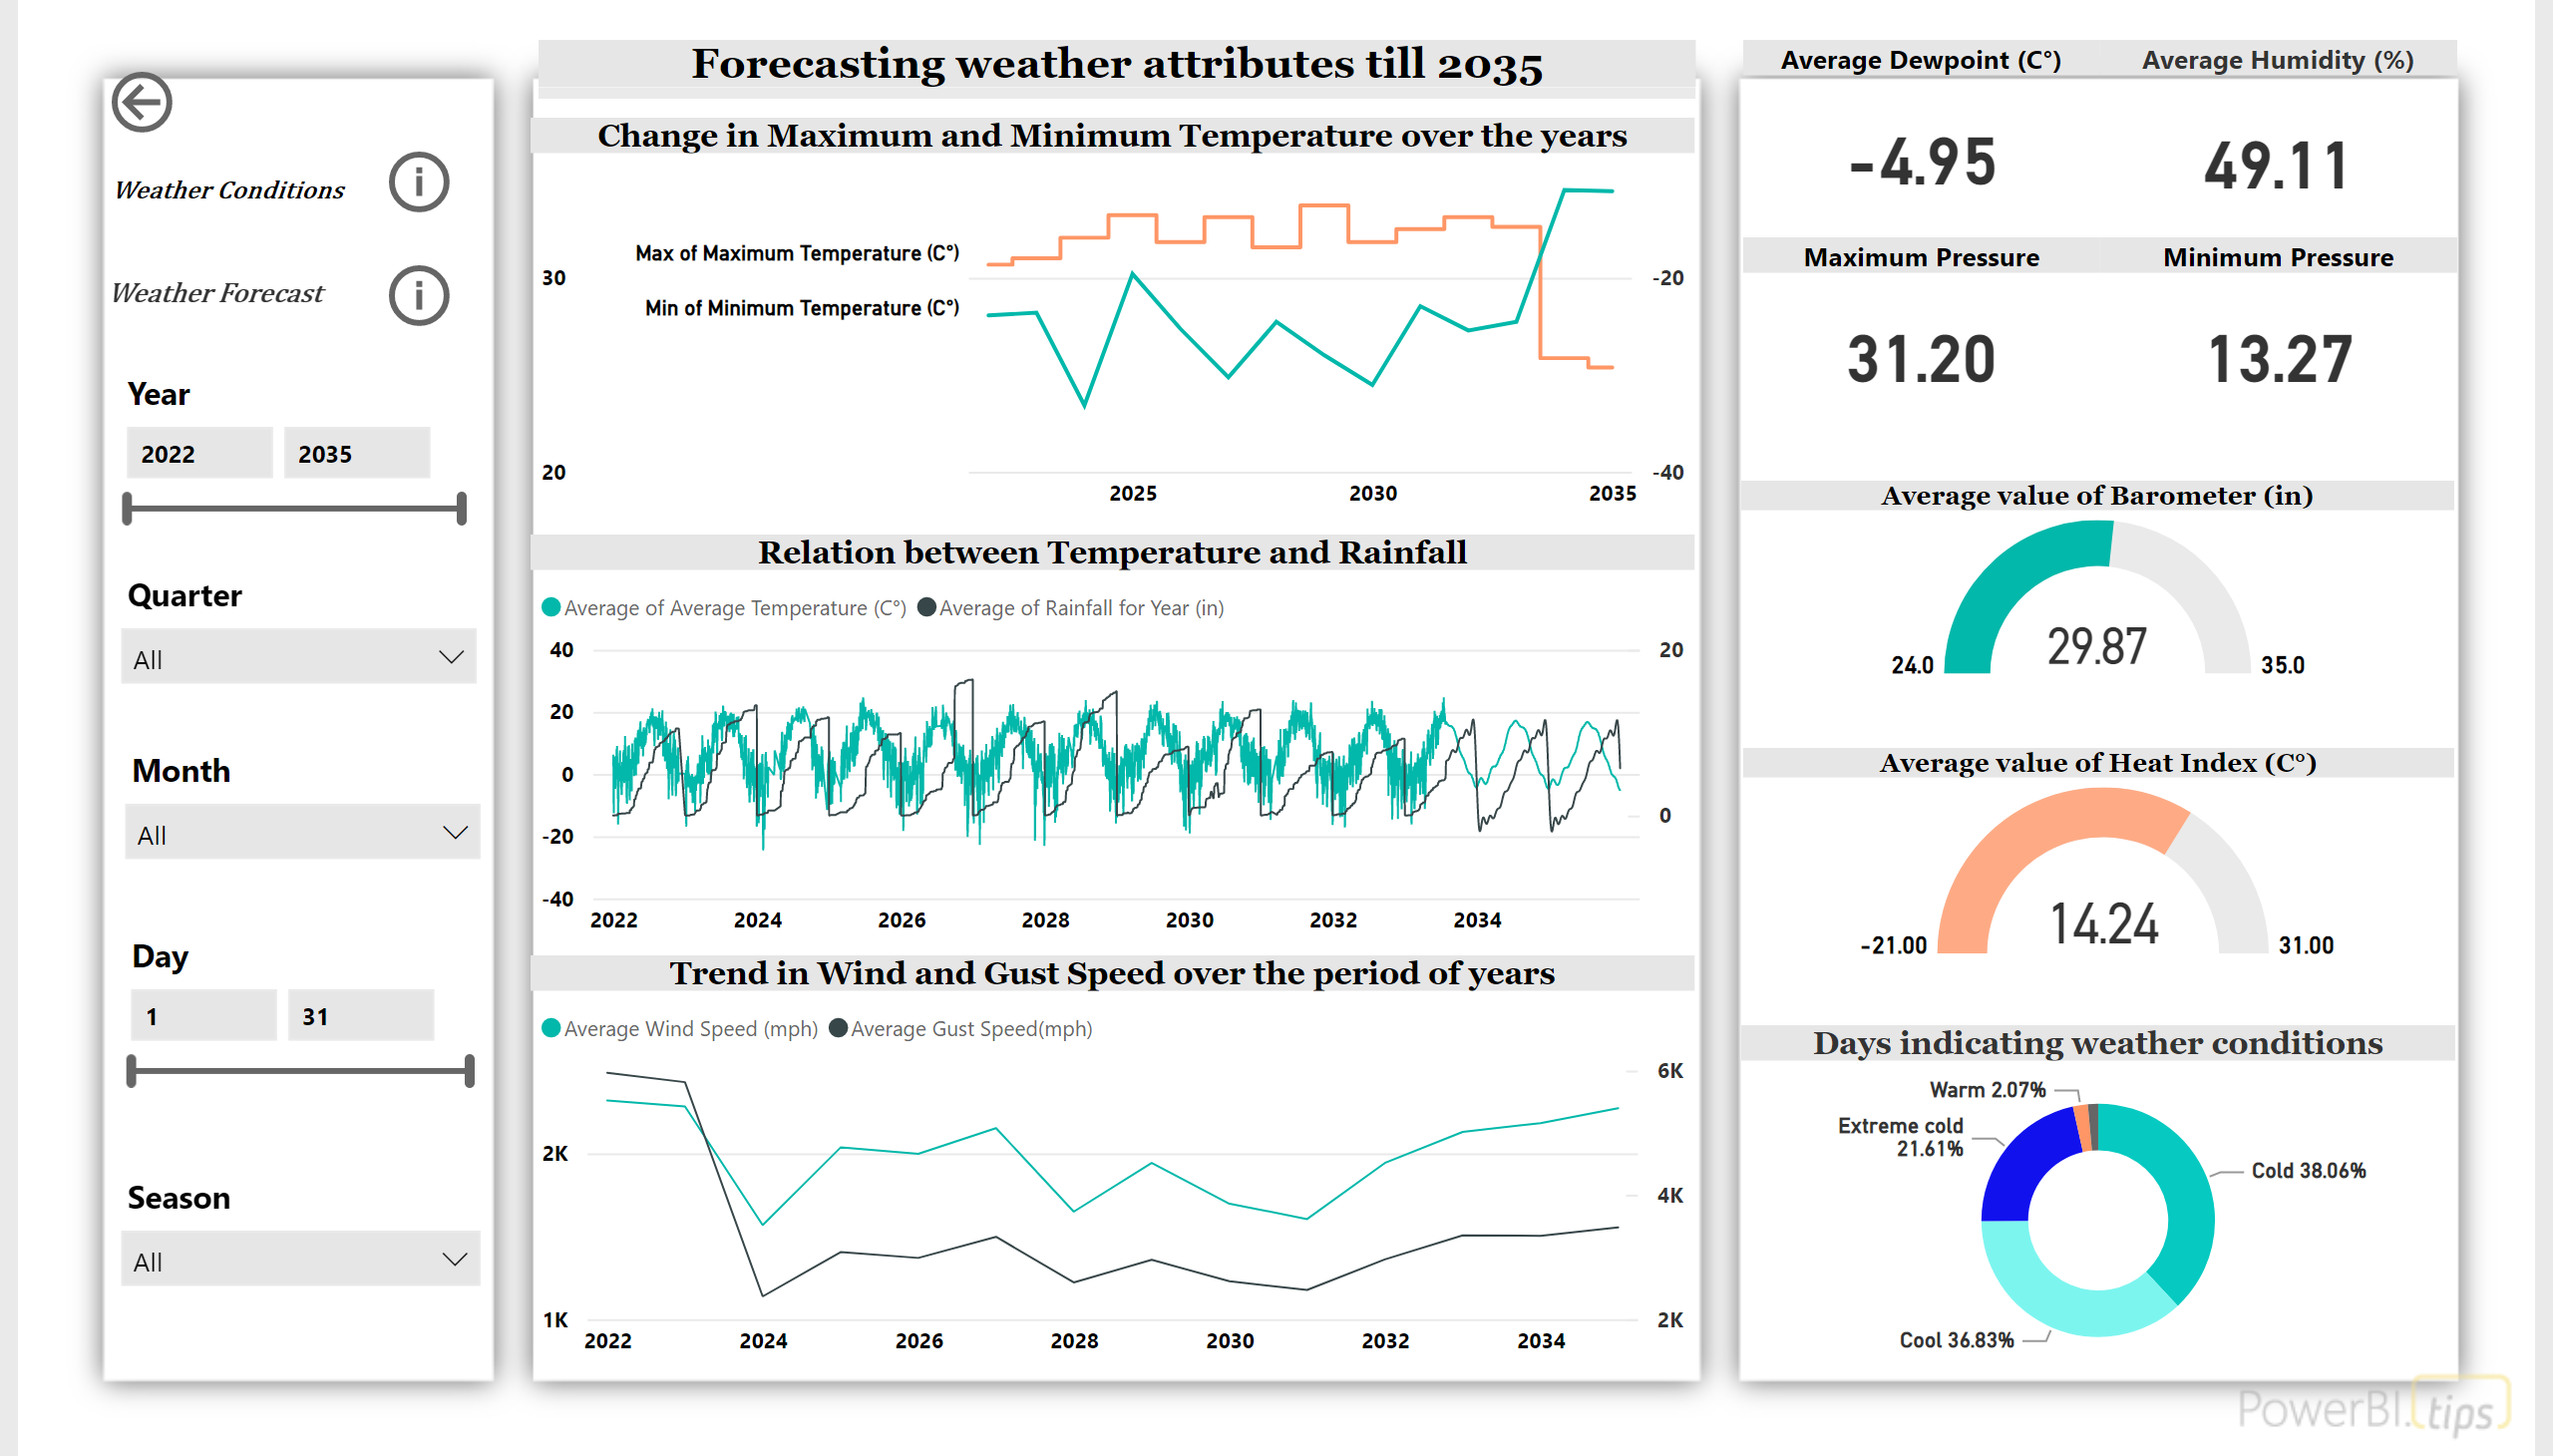 Weather Conditions
Weather Forecast
Year
2022 2035
Quarter
All
Month
All
Day
1 31
Season
All
Forecasting weather attributes till 2035
Change in Maximum and Minimum Temperature over the years
Max of Maximum Temperature (C°)
Min of Minimum Temperature (C°)
30 -20
20 -40
2025 2030 2035
Relation between Temperature and Rainfall
Average of Average Temperature (C°) Average of Rainfall for Year (in)
40 20
20
0
0
-20
-40
2022 2024 2026 2028 2030 2032 2034
Trend in Wind and Gust Speed over the period of years
Average Wind Speed (mph) Average Gust Speed(mph)
6K
2K
4K
1K 2K
2022 2024 2026 2028 2030 2032 2034
Average Dewpoint (C°) Average Humidity (%)
-4.95 49.11
Maximum Pressure Minimum Pressure
31.20 13.27
Average value of Barometer (in)
29.87
24.0 35.0
Average value of Heat Index (C°)
14.24
-21.00 31.00
Days indicating weather conditions
Warm 2.07%
Extreme cold
21.61%
Cold 38.06%
Cool 36.83%
PowerBI.tips